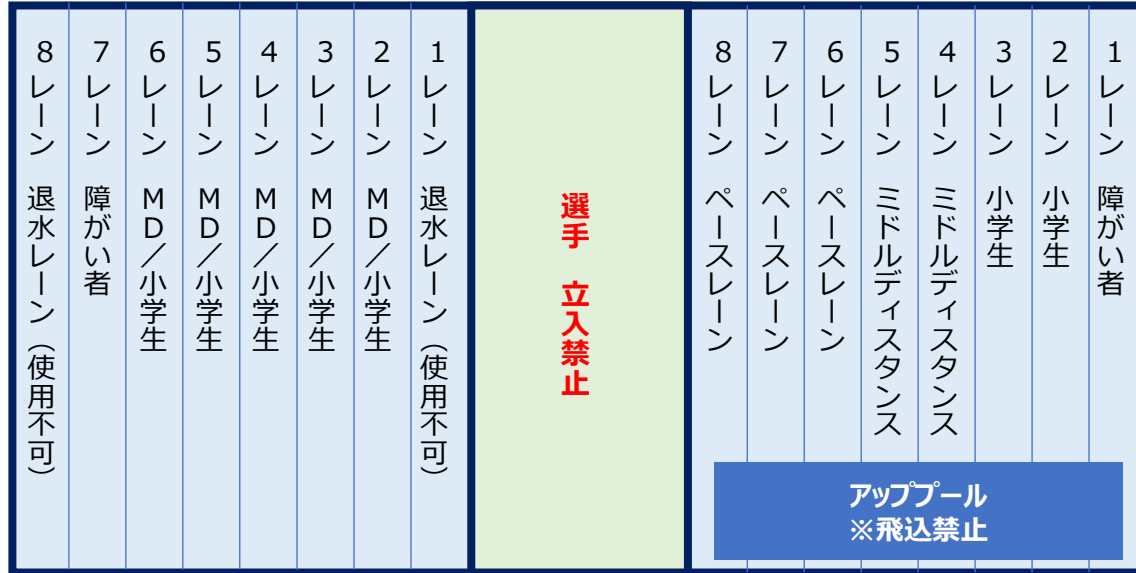 1レーン　障がい者
2レーン　小学生
3レーン　小学生
4レーン　ミドルディスタンス
5レーン　ミドルディスタンス
6レーン　ペースレーン
7レーン　ペースレーン
8レーン　ペースレーン
アッププール
※飛込禁止
選手　立入禁止
1レーン　退水レーン（使用不可）
2レーン　ＭＤ／小学生
3レーン　ＭＤ／小学生
4レーン　ＭＤ／小学生
5レーン　ＭＤ／小学生
6レーン　ＭＤ／小学生
7レーン　障がい者
8レーン　退水レーン（使用不可）